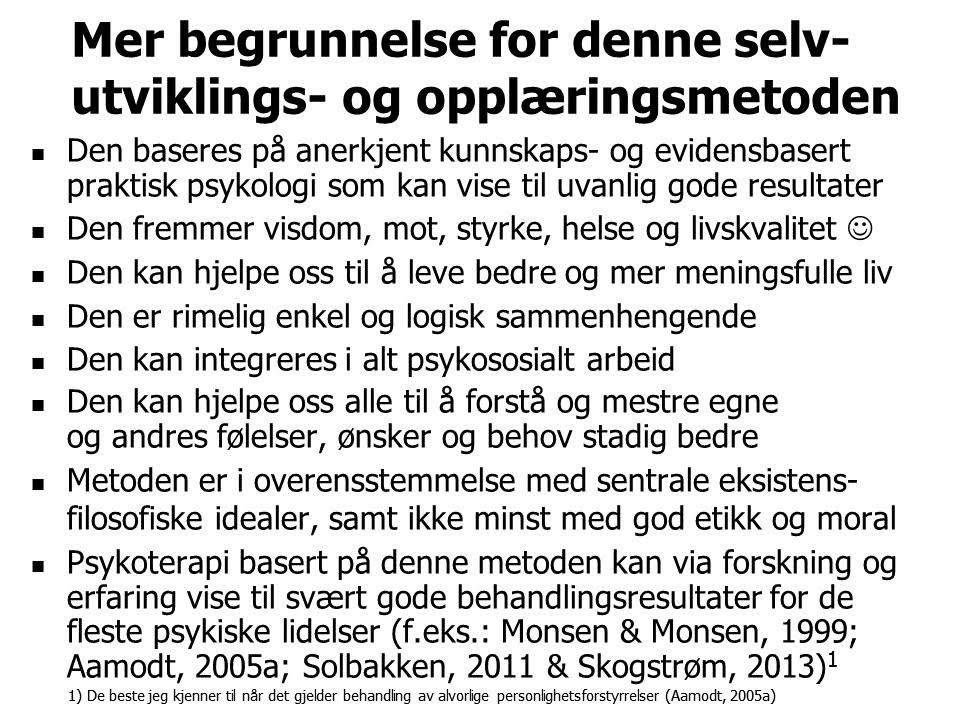 Mer begrunnelse for denne selv-
utviklings- og opplæringsmetoden
■ Den baseres på anerkjent kunnskaps- og evidensbasert
praktisk psykologi som kan vise til uvanlig gode resultater
■ Den fremmer visdom, mot, styrke, helse og livskvalitet ☺
■ Den kan hjelpe oss til å leve bedre og mer meningsfulle liv
■ Den er rimelig enkel og logisk sammenhengende
■ Den kan integreres i alt psykososialt arbeid
■ Den kan hjelpe oss alle til å forstå og mestre egne
og andres følelser, ønsker og behov stadig bedre
■ Metoden er i overensstemmelse med sentrale eksistens-
filosofiske idealer, samt ikke minst med god etikk og moral
■ Psykoterapi basert på denne metoden kan via forskning og
erfaring vise til svært gode behandlingsresultater for de
fleste psykiske lidelser (f.eks.: Monsen & Monsen, 1999;
Aamodt, 2005a; Solbakken, 2011 & Skogstrøm, 2013)¹
1) De beste jeg kjenner til når det gjelder behandling av alvorlige personlighetsforstyrrelser (Aamodt, 2005a)